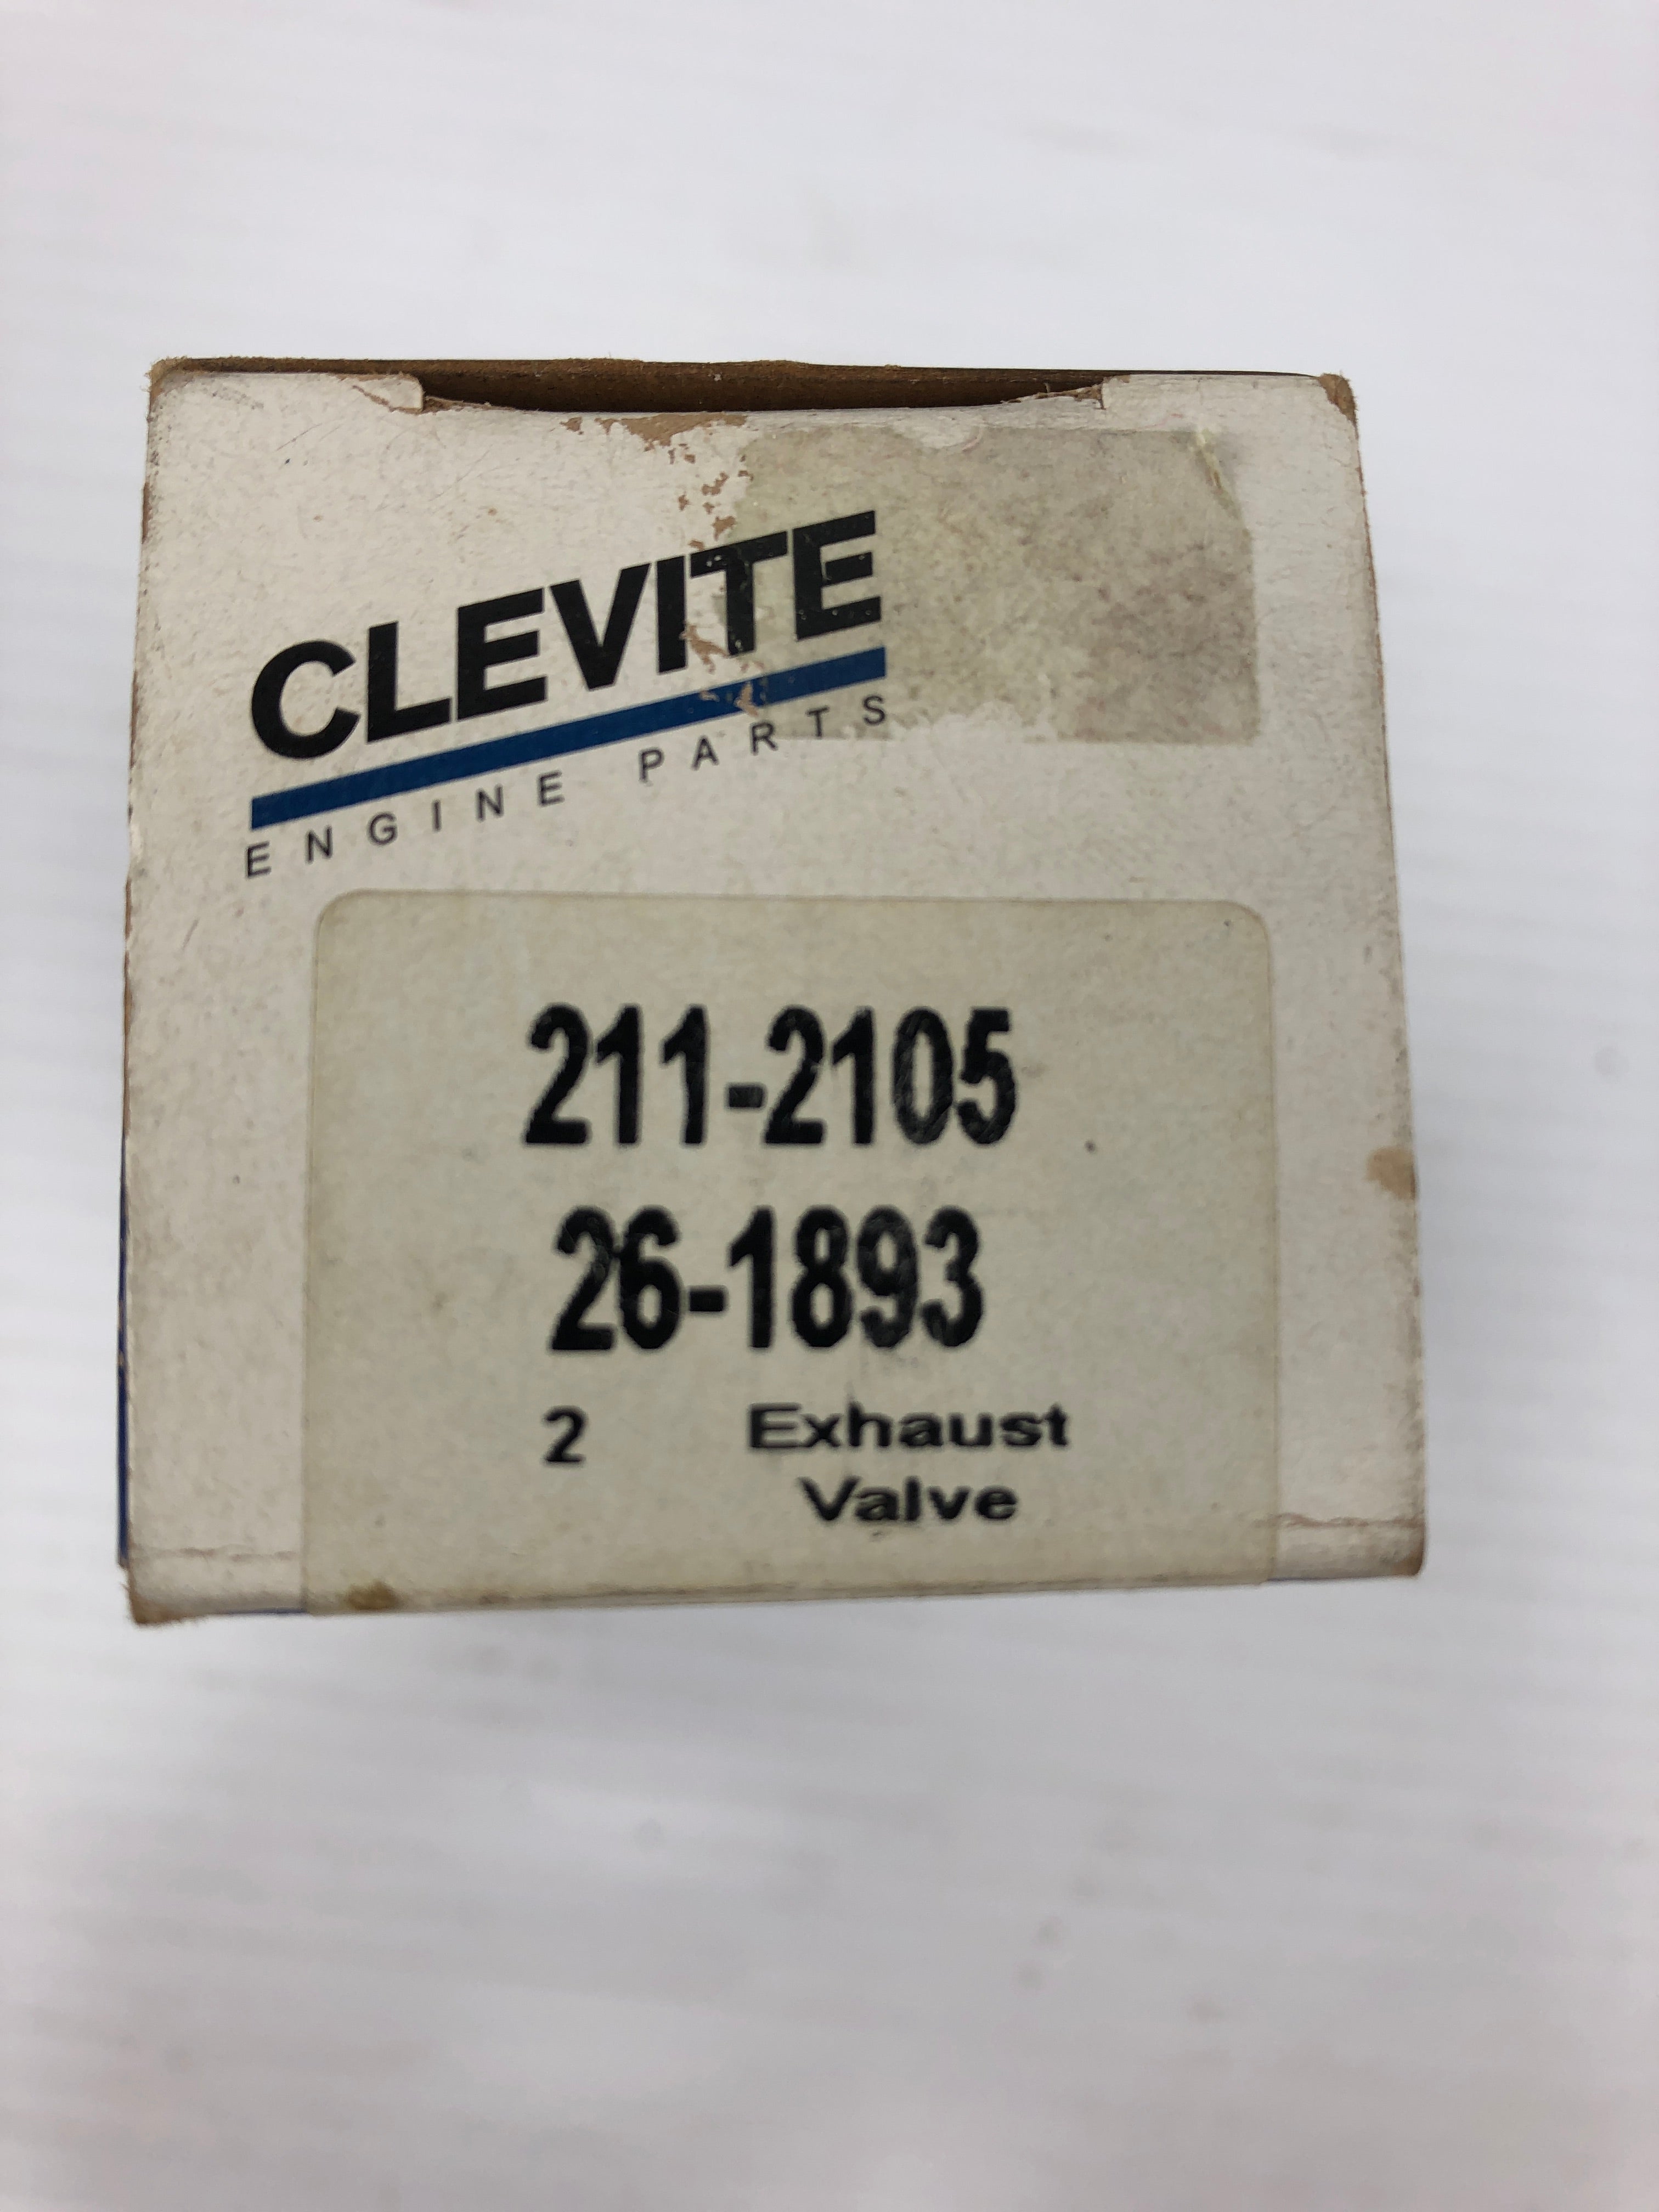 CLEVITE
ENGINE PARTS
211-2105
26-1893
2 Exhaust
Valve